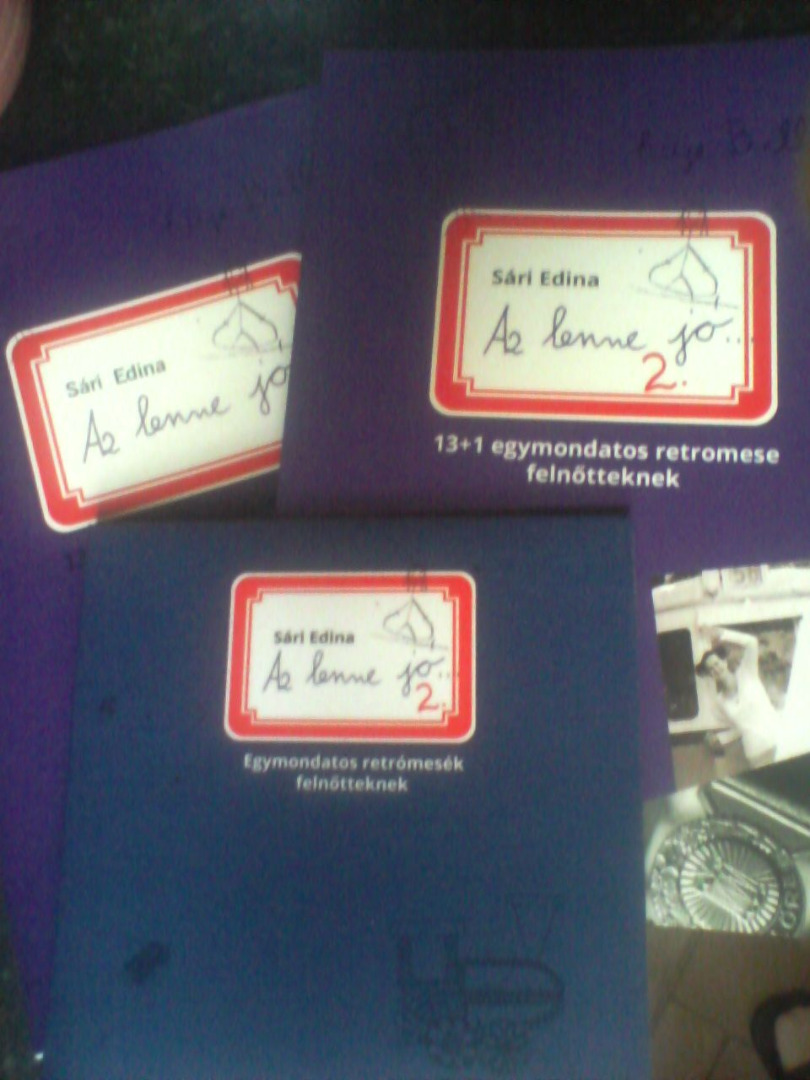 Sári Edina
Az lenne jó
Sári Edina
Az lenne jó...
2.
13+1 egymondatos retromese
felnőtteknek
Sári Edina
Az lenne jó...
2.
Egymondatos retrómesék
felnőtteknek